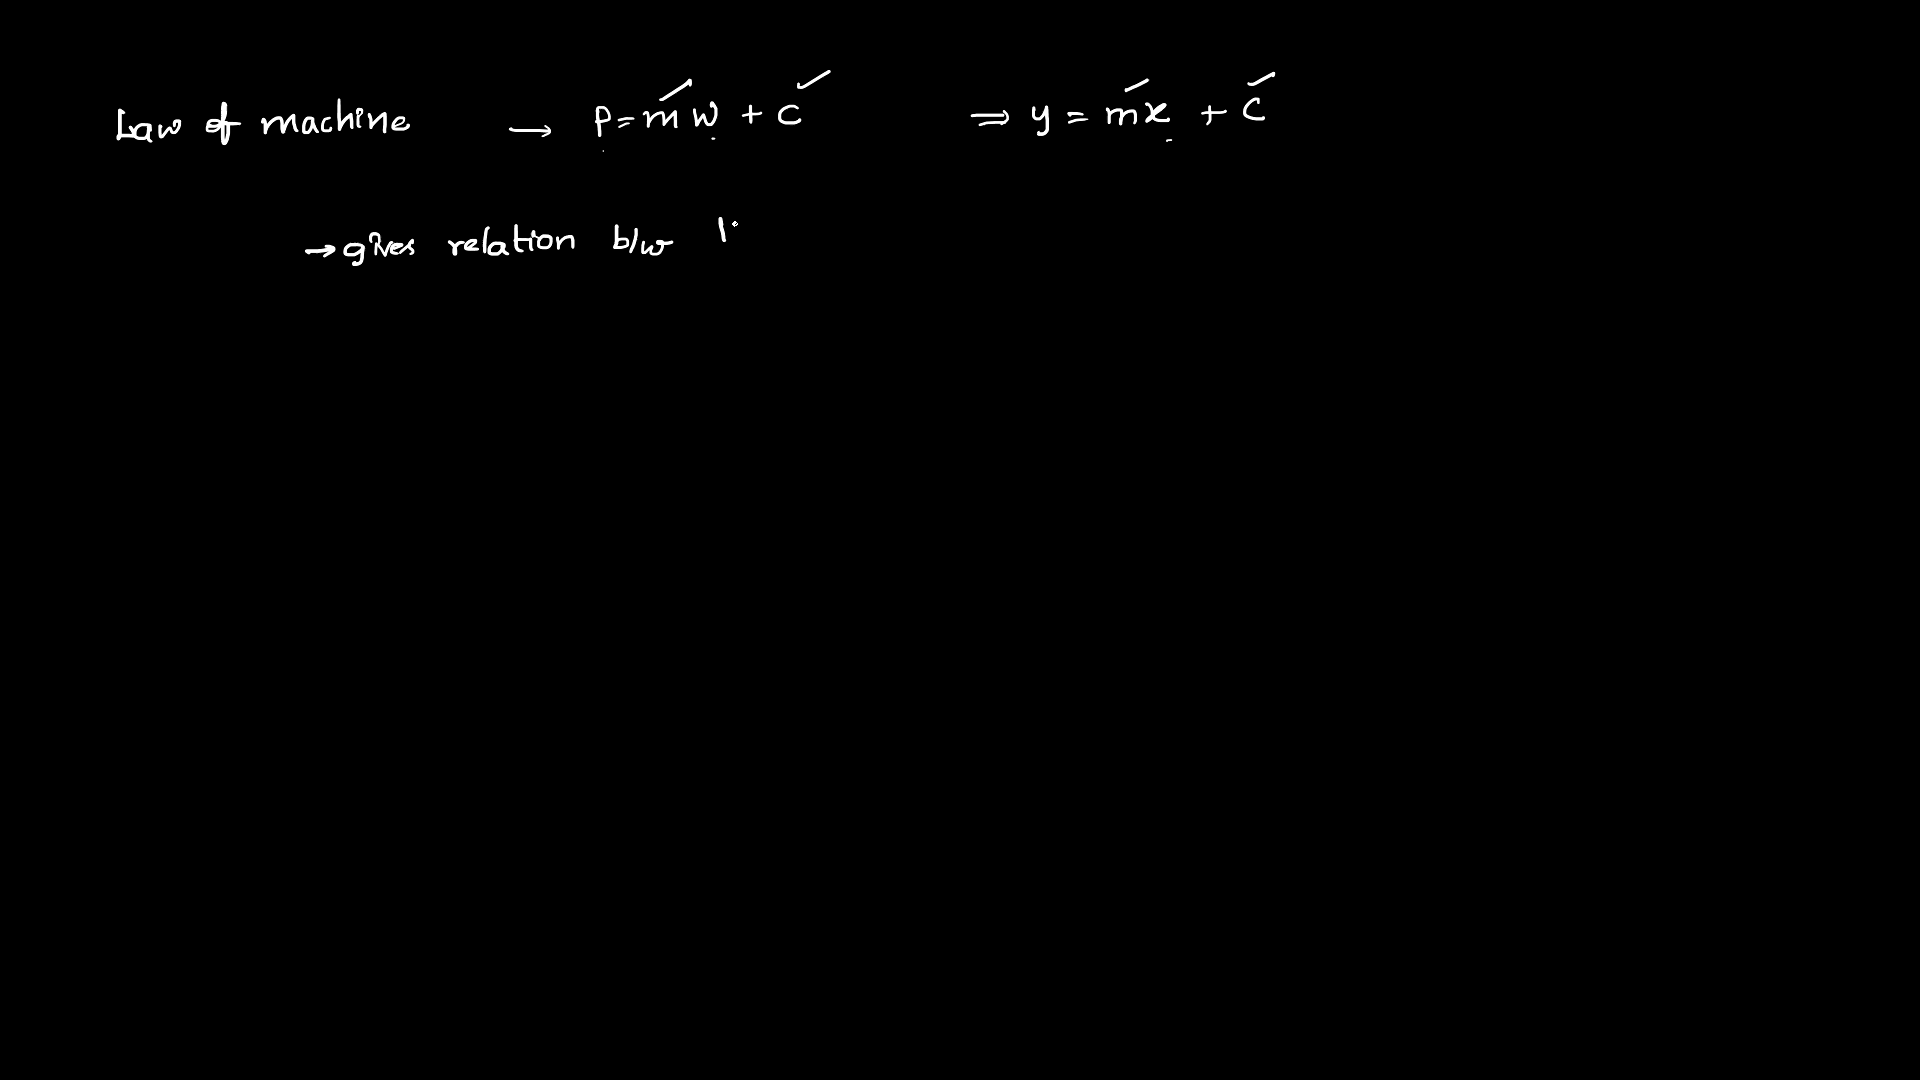 Law of machine → P = mw + c ⇒ y = mx + c
→ gives relation b/w